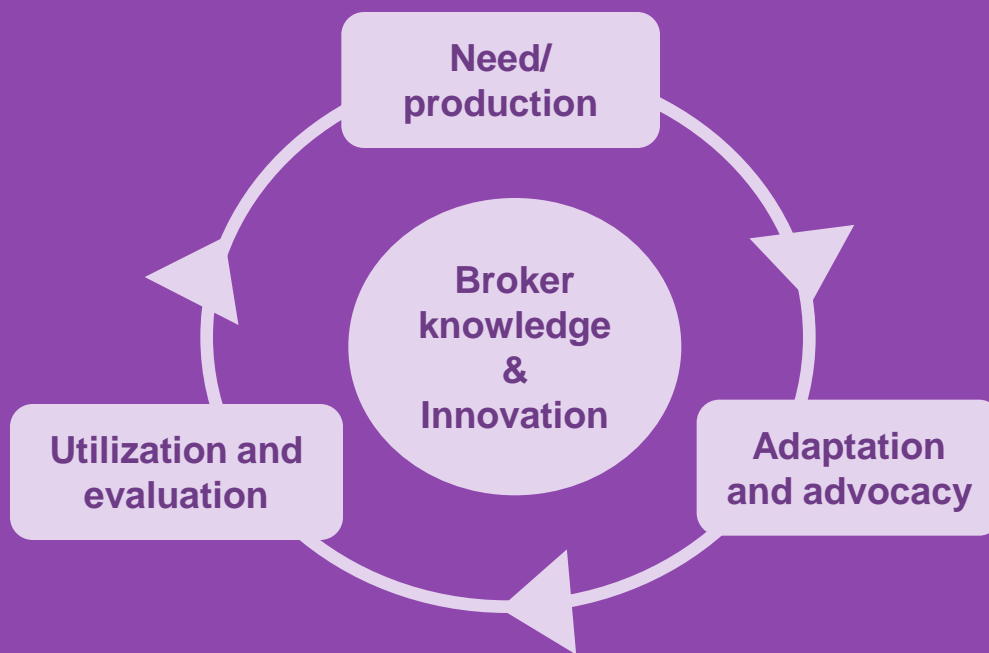 Need/
production
Broker
knowledge
&
Innovation
Utilization and
evaluation
Adaptation
and advocacy